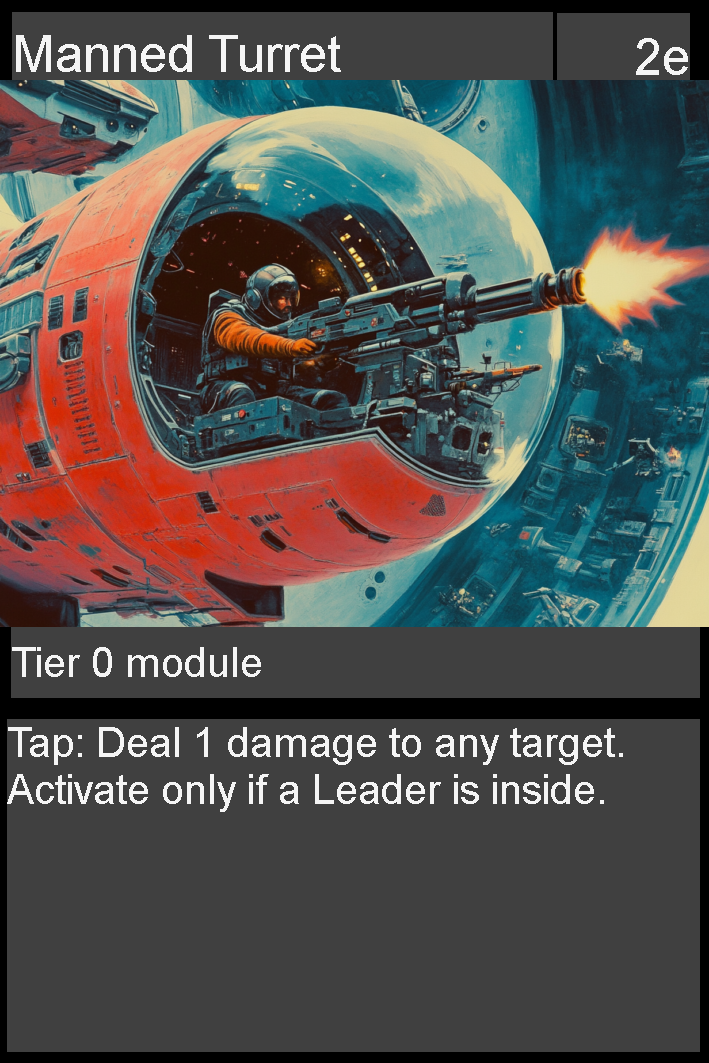 Manned Turret
2e
Tier 0 module
Tap: Deal 1 damage to any target.
Activate only if a Leader is inside.